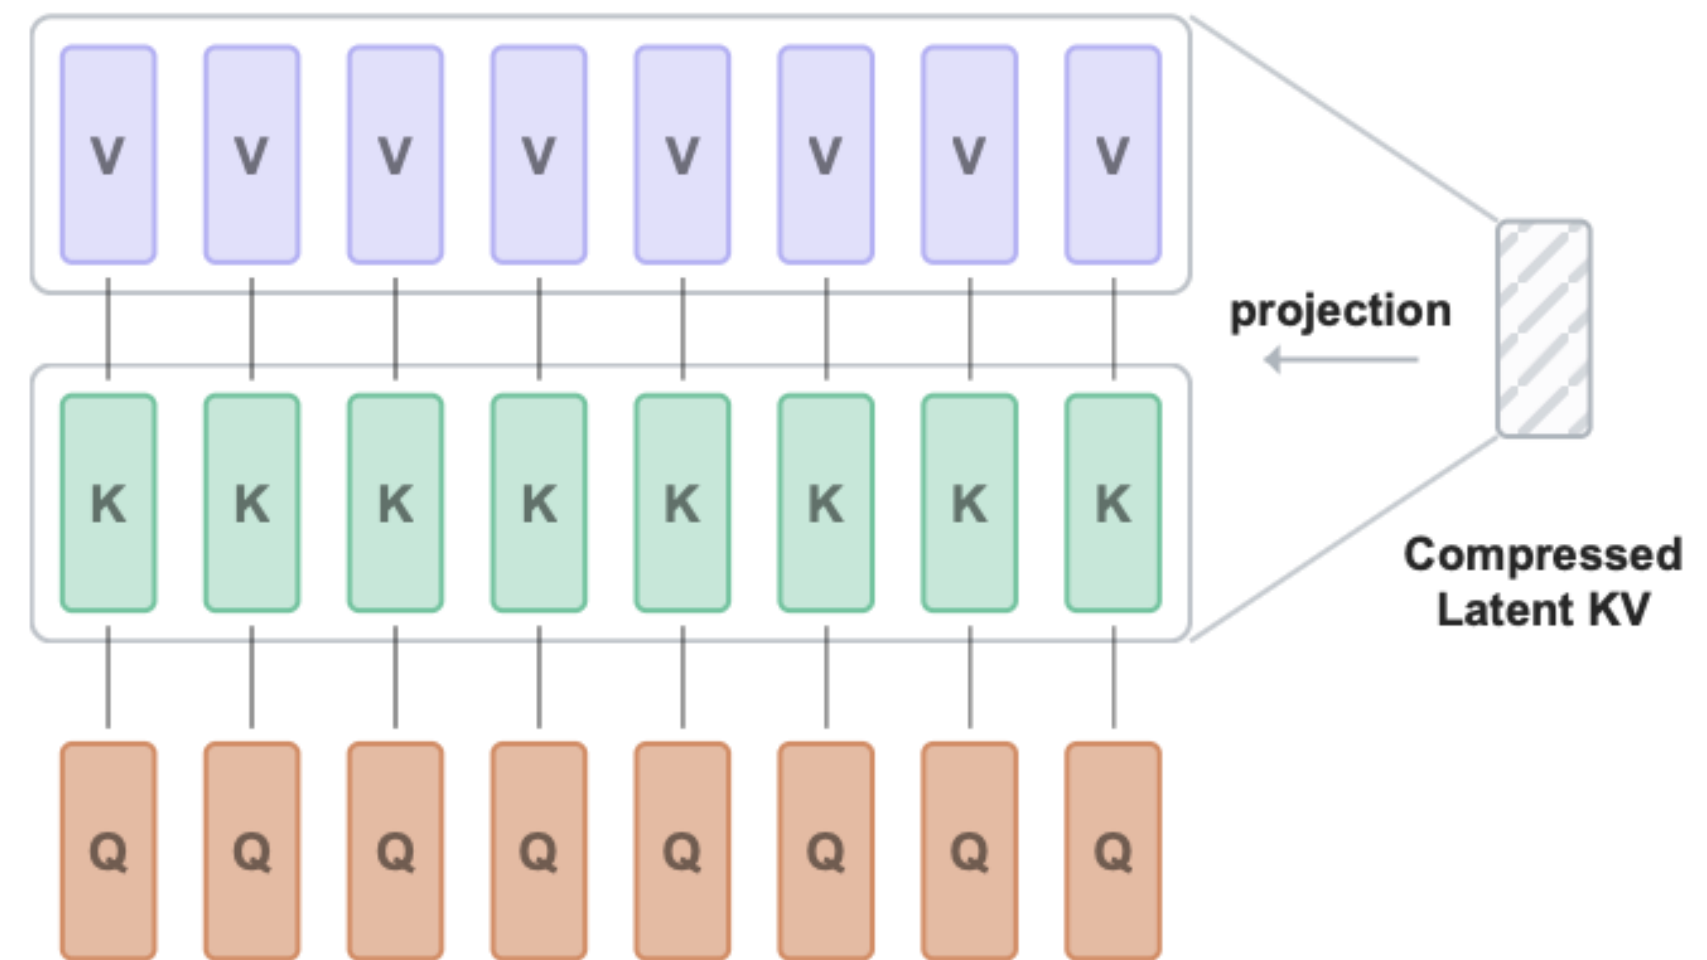 V V V V V V V V
projection
K K K K K K K K
Compressed
Latent KV
Q Q Q Q Q Q Q Q